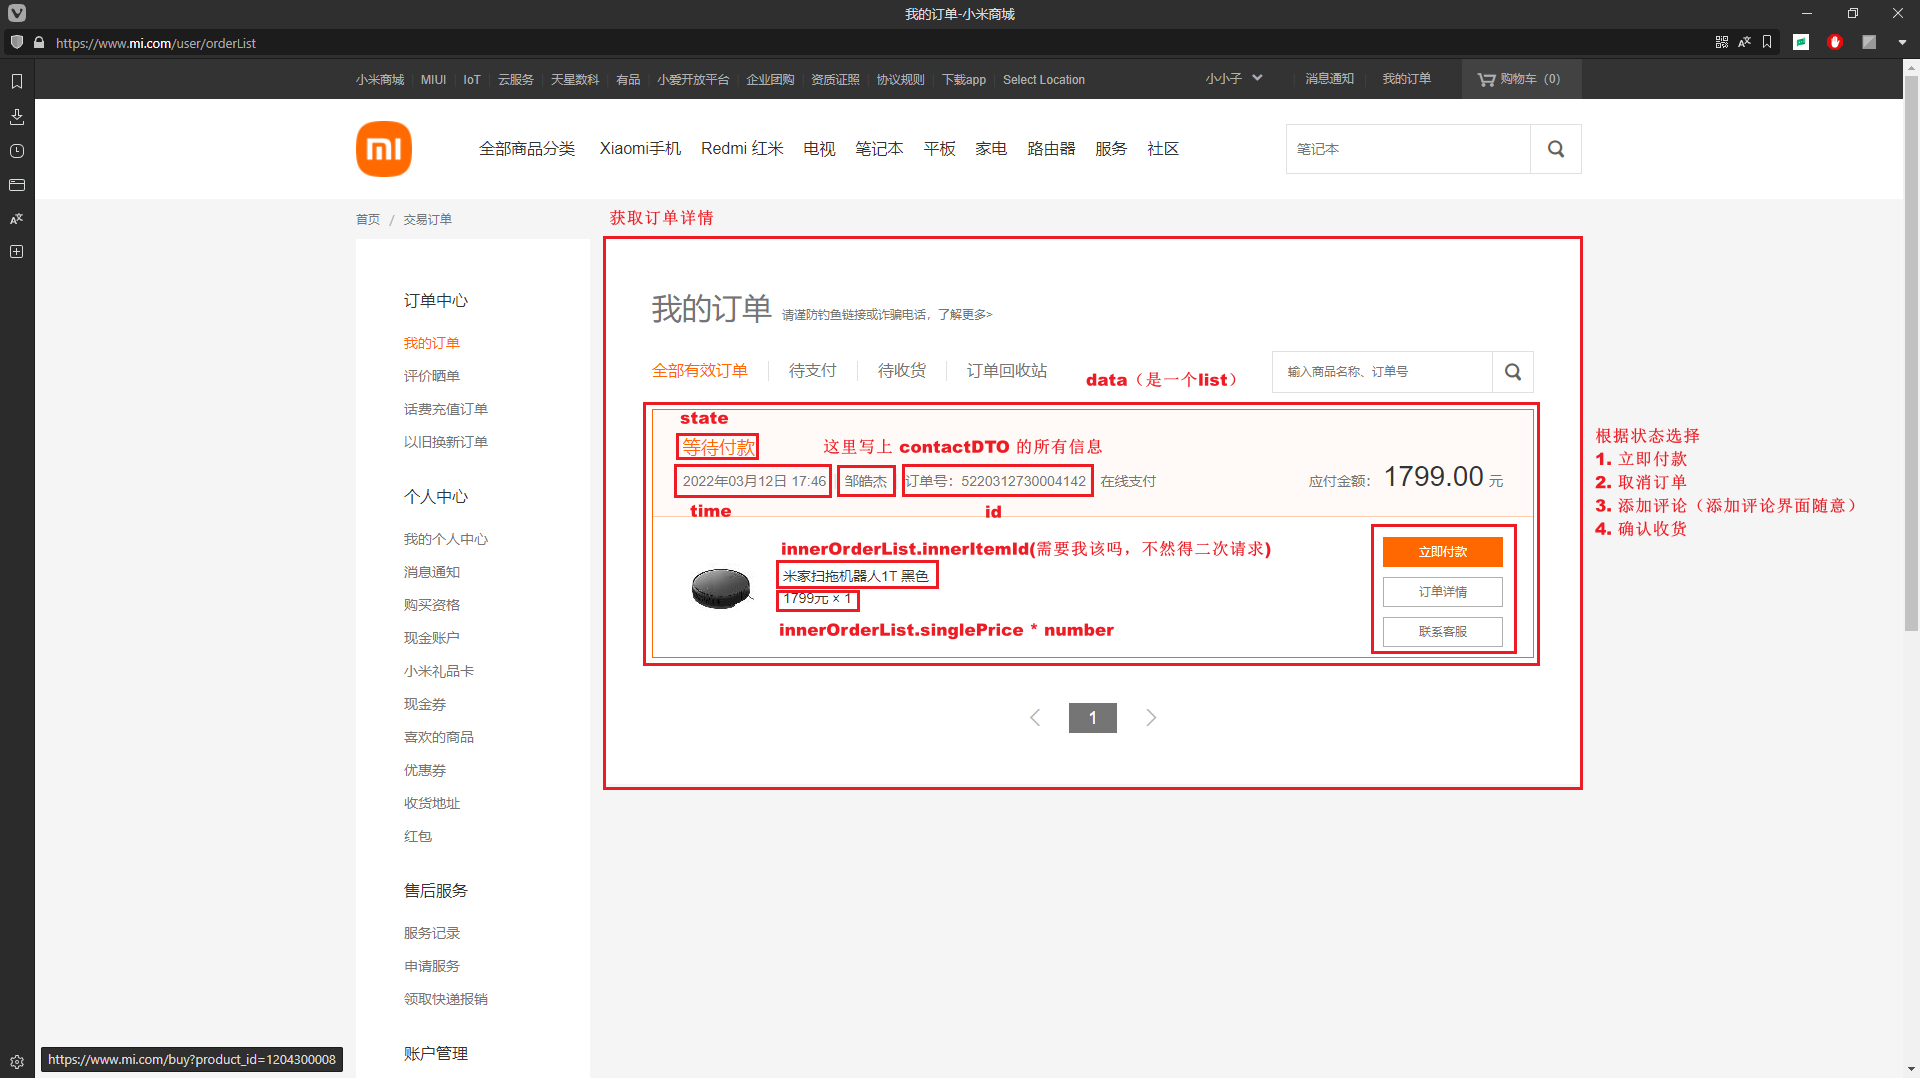 我的订单-小米商城
https://www.mi.com/user/orderList
小米商城 MIUI IoT 云服务 天星数科 有品 小爱开放平台 企业团购 资质证照 协议规则 下载app Select Location 小小子 消息通知 我的订单 购物车 (0)
mi
全部商品分类 Xiaomi手机 Redmi 红米 电视 笔记本 平板 家电 路由器 服务 社区 笔记本
首页 / 交易订单
获取订单详情
订单中心
我的订单
评价晒单
话费充值订单
以旧换新订单
个人中心
我的个人中心
消息通知
购买资格
现金账户
小米礼品卡
现金券
喜欢的商品
优惠券
收货地址
红包
售后服务
服务记录
申请服务
领取快递报销
账户管理
我的订单 请谨防钓鱼链接或诈骗电话，了解更多>
全部有效订单 待支付 待收货 订单回收站 输入商品名称、订单号
data（是一个list）
state
等待付款 这里写上 contactDTO 的所有信息
2022年03月12日 17:46 邹皓杰 订单号：5220312730004142 在线支付 应付金额： 1799.00 元
time id
innerOrderList.innerItemId(需要我该吗，不然得二次请求)
米家扫拖机器人1T 黑色
1799元 × 1
innerOrderList.singlePrice * number
立即付款
订单详情
联系客服
1
根据状态选择
1. 立即付款
2. 取消订单
3. 添加评论（添加评论界面随意）
4. 确认收货
https://www.mi.com/buy?product_id=1204300008